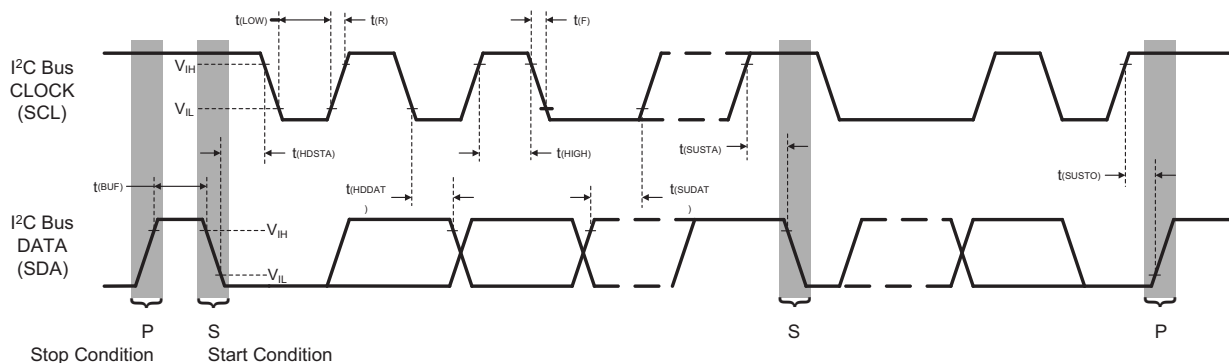 t(LOW)
t(R)
t(F)
I²C Bus
CLOCK
(SCL)
VIH
VIL
t(HDSTA)
t(HIGH)
t(SUSTA)
t(BUF)
t(HDDAT
)
t(SUDAT
)
t(SUSTO)
I²C Bus
DATA
(SDA)
VIH
VIL
P
S
S
P
Stop Condition
Start Condition